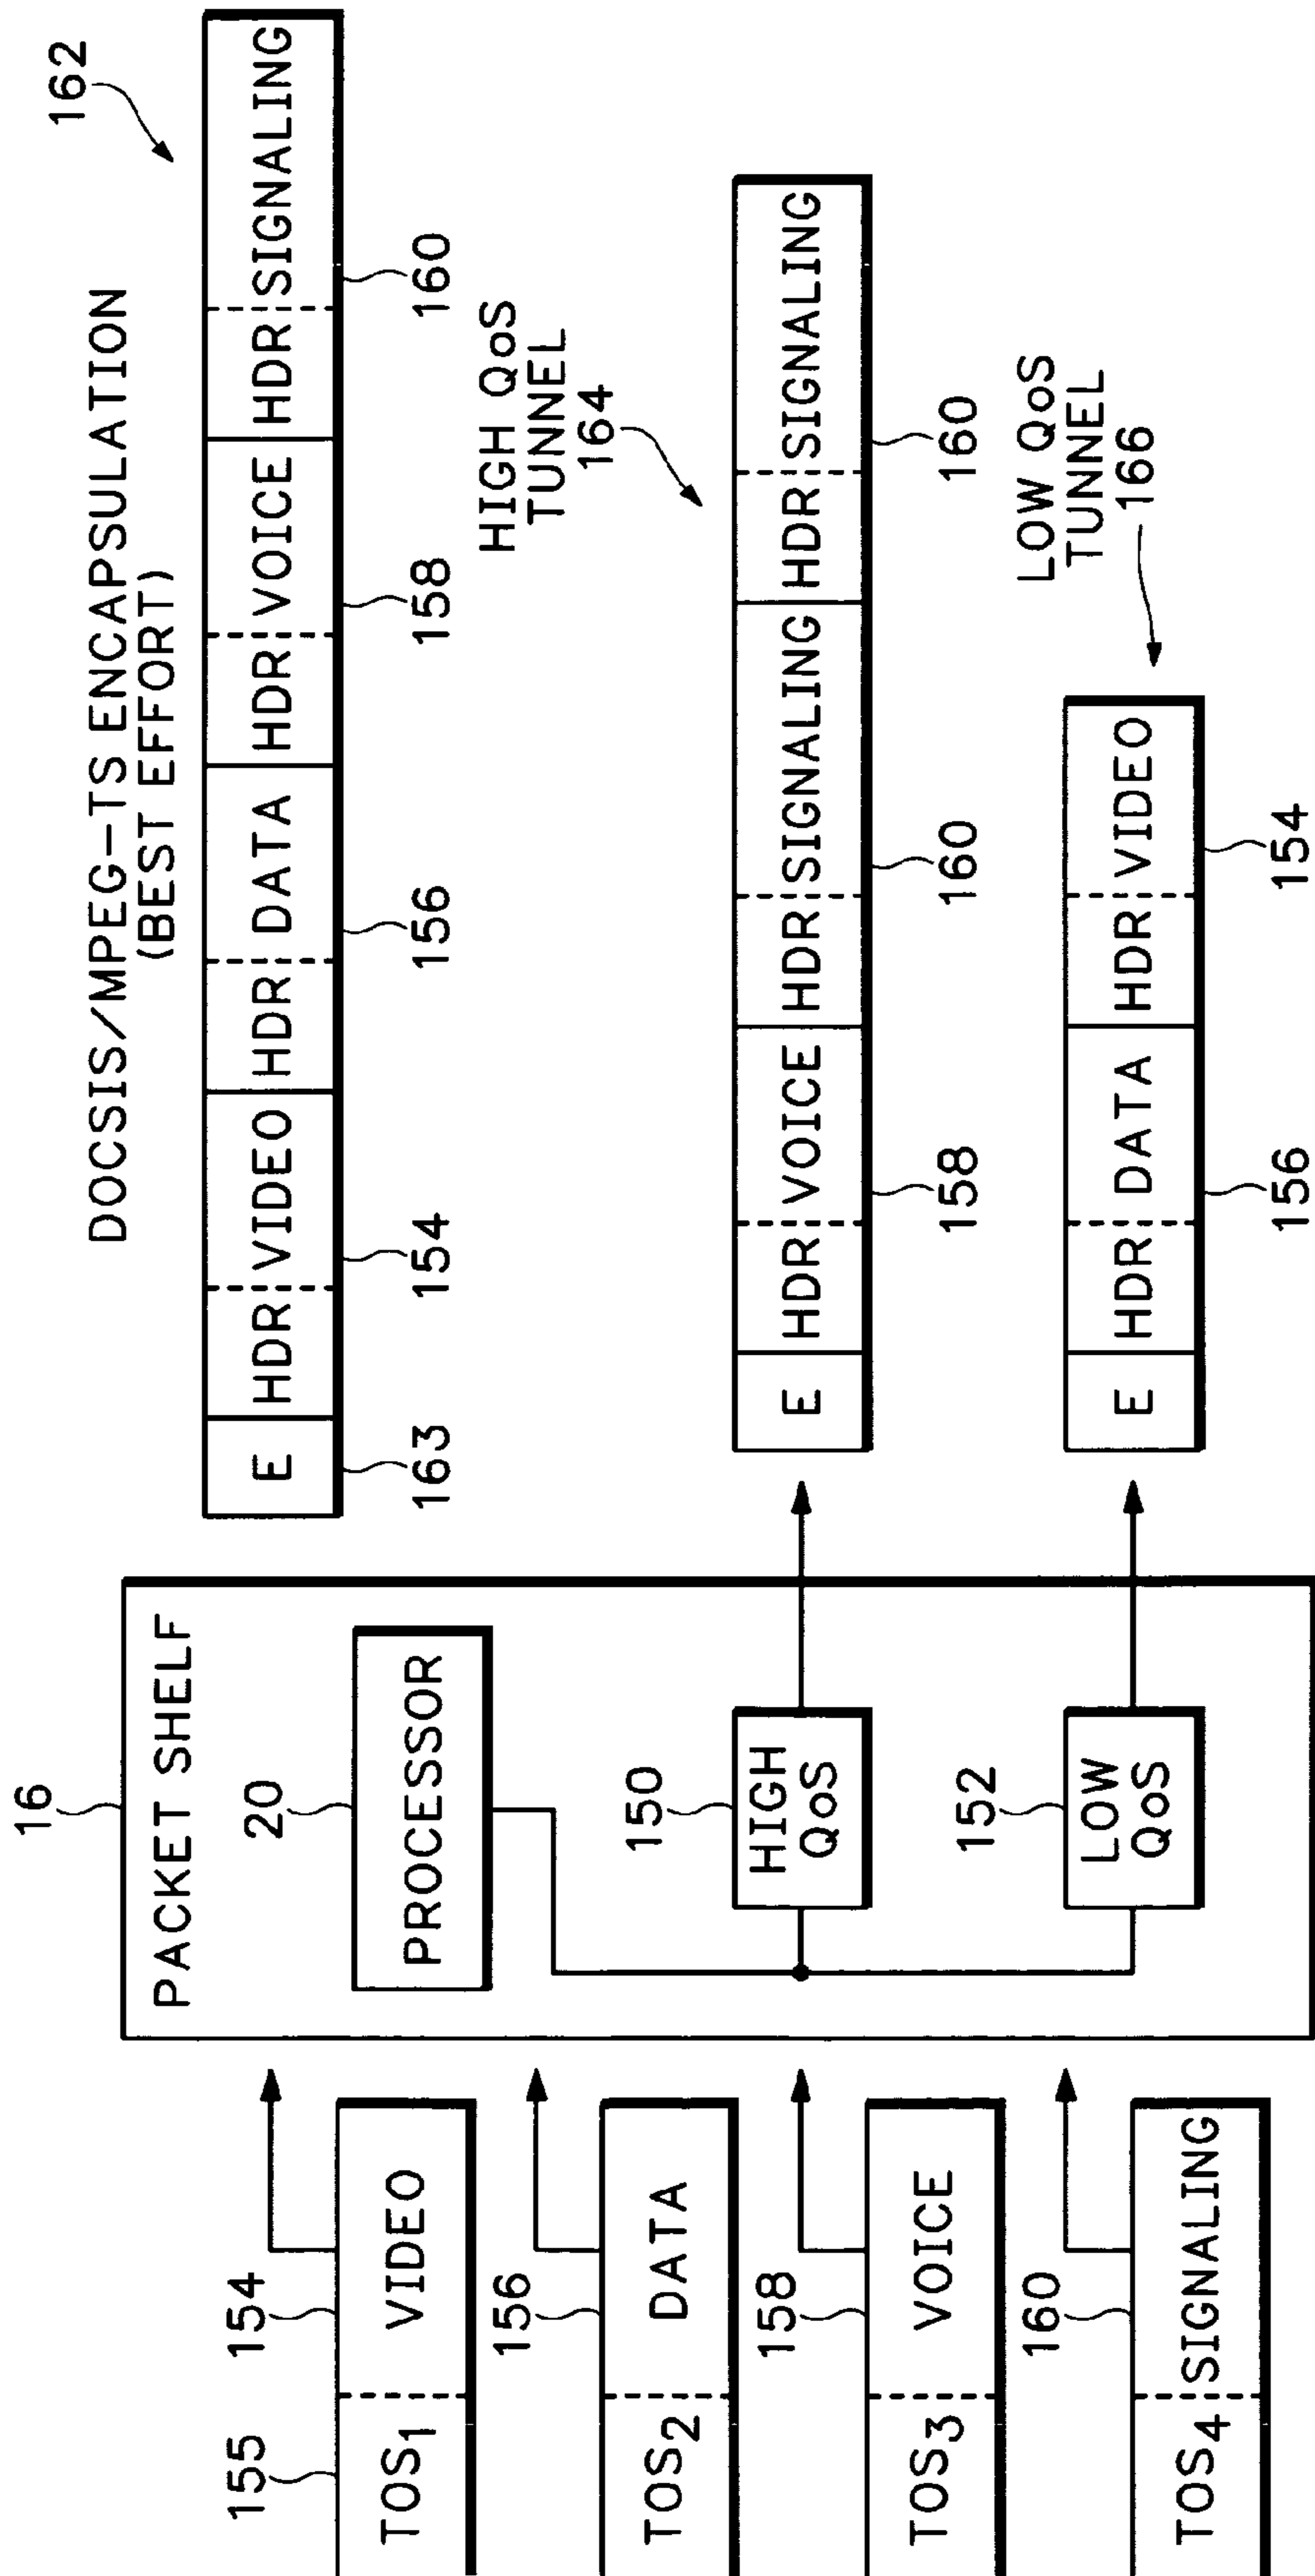 155
154
TOS1 VIDEO
156
TOS2 DATA
158
TOS3 VOICE
160
TOS4 SIGNALING
16
PACKET SHELF
20
PROCESSOR
150
HIGH
QoS
152
LOW
QoS
DOCSIS/MPEG-TS ENCAPSULATION
(BEST EFFORT)
162
E HDR VIDEO HDR DATA HDR VOICE HDR SIGNALING
163 154 156 158 160
HIGH QoS
TUNNEL
164
E HDR VOICE HDR SIGNALING HDR SIGNALING
158 160 160
LOW QoS
TUNNEL
166
E HDR DATA HDR VIDEO
156 154